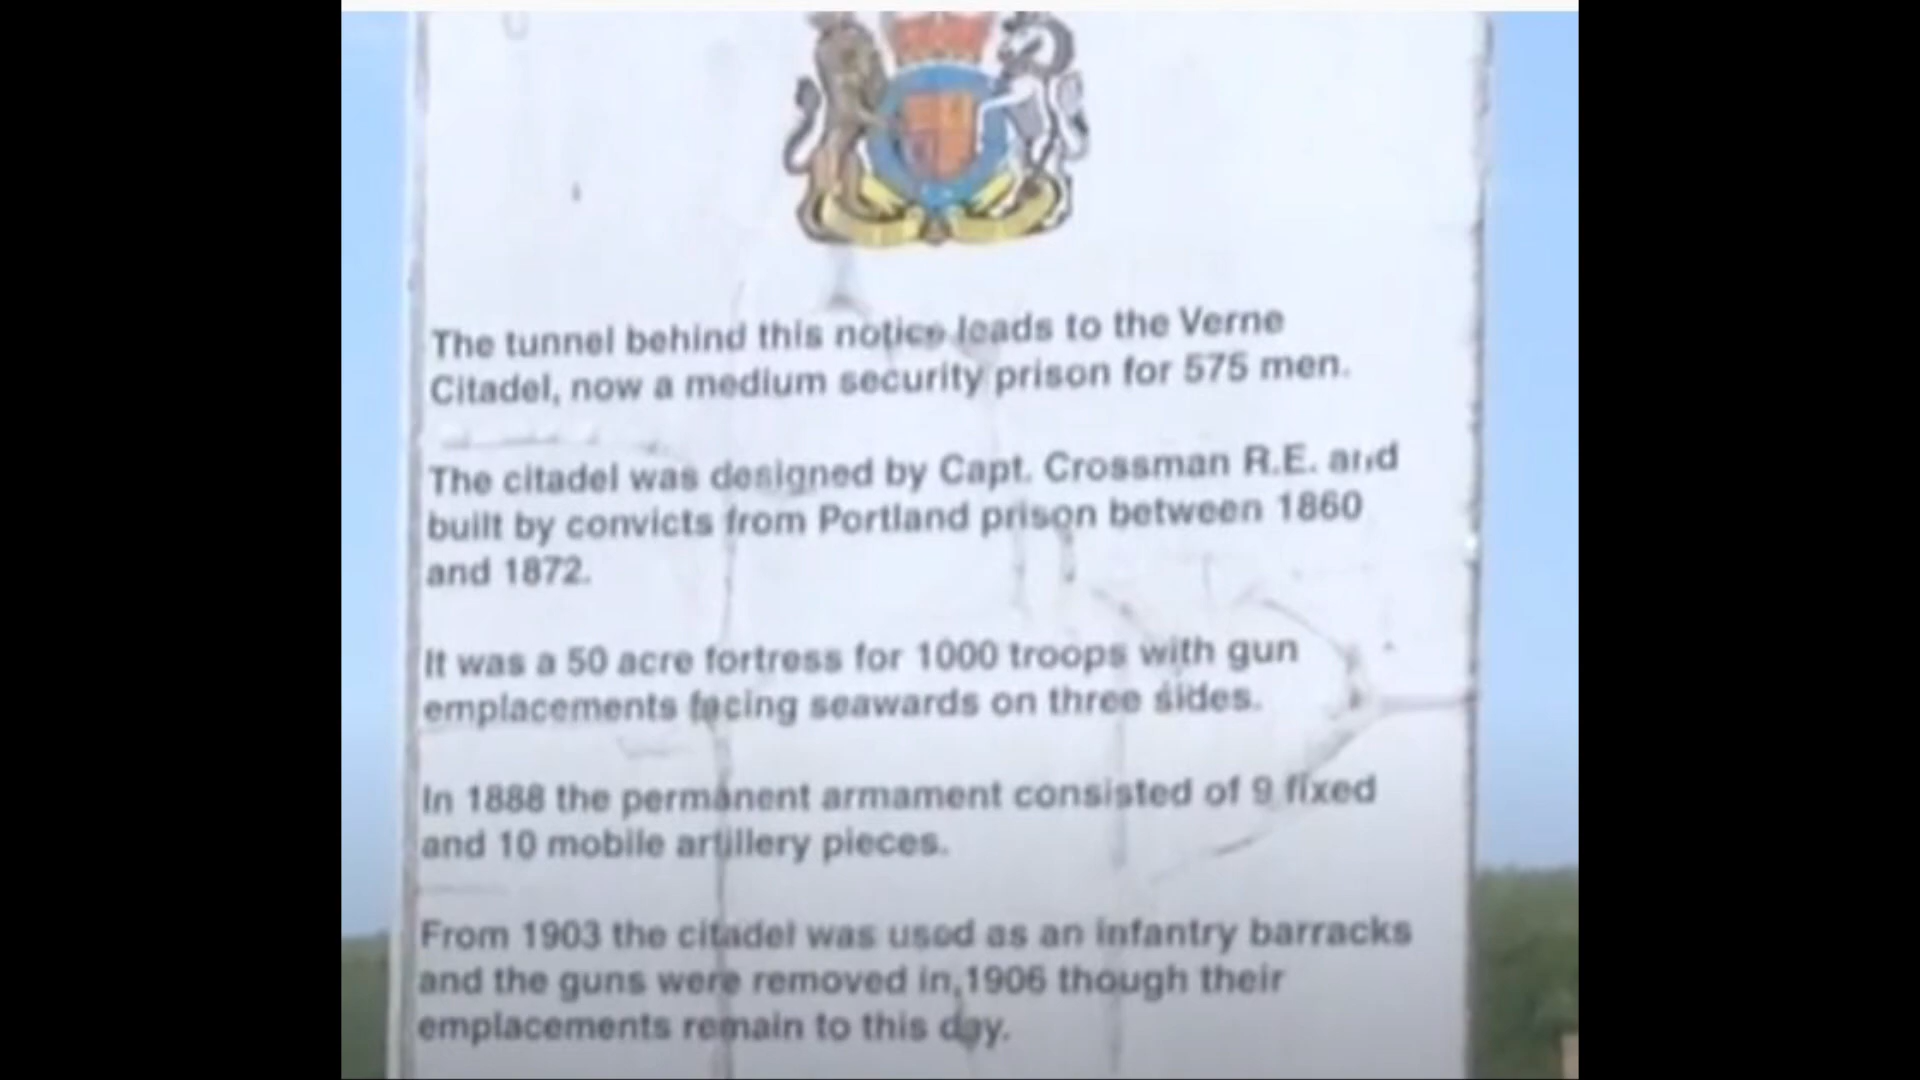 The tunnel behind this notice leads to the Verne
Citadel, now a medium security prison for 575 men.
The citadel was designed by Capt. Crossman R.E. and
built by convicts from Portland prison between 1860
and 1872.
It was a 50 acre fortress for 1000 troops with gun
emplacements facing seawards on three sides.
In 1888 the permanent armament consisted of 9 fixed
and 10 mobile artillery pieces.
From 1903 the citadel was used as an infantry barracks
and the guns were removed in 1906 though their
emplacements remain to this day.